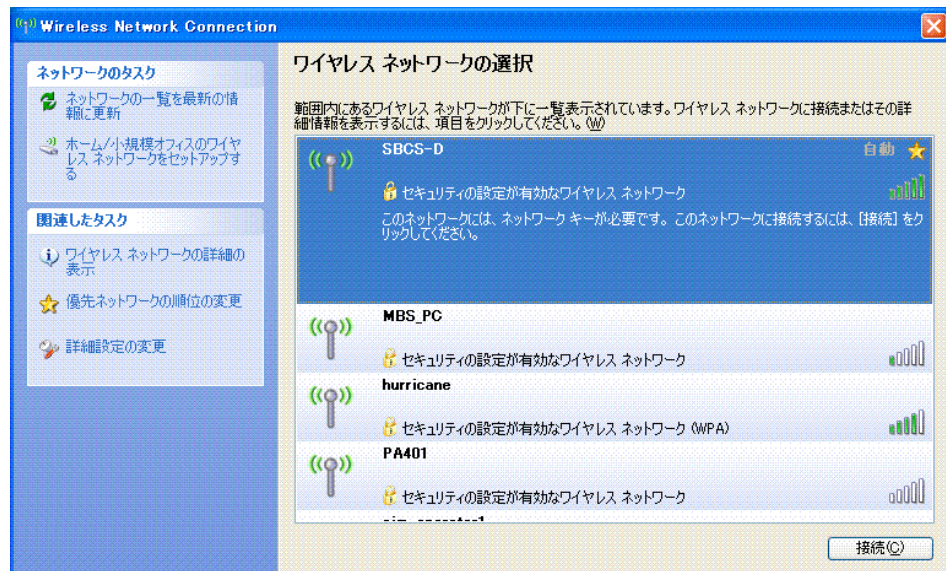 Wireless Network Connection
ネットワークのタスク
ネットワークの一覧を最新の情
報に更新
ホーム/小規模オフィスのワイヤ
レス ネットワークをセットアップす
る
関連したタスク
ワイヤレス ネットワークの詳細の
表示
優先ネットワークの順位の変更
詳細設定の変更
ワイヤレス ネットワークの選択
範囲内にあるワイヤレス ネットワークが下に一覧表示されています。ワイヤレス ネットワークに接続またはその詳
細情報を表示するには、項目をクリックしてください。(W)
SBCS-D
自動
セキュリティの設定が有効なワイヤレス ネットワーク
このネットワークには、ネットワーク キーが必要です。このネットワークに接続するには、[接続] をク
リックしてください。
MBS_PC
セキュリティの設定が有効なワイヤレス ネットワーク
hurricane
セキュリティの設定が有効なワイヤレス ネットワーク (WPA)
PA401
セキュリティの設定が有効なワイヤレス ネットワーク
接続(C)